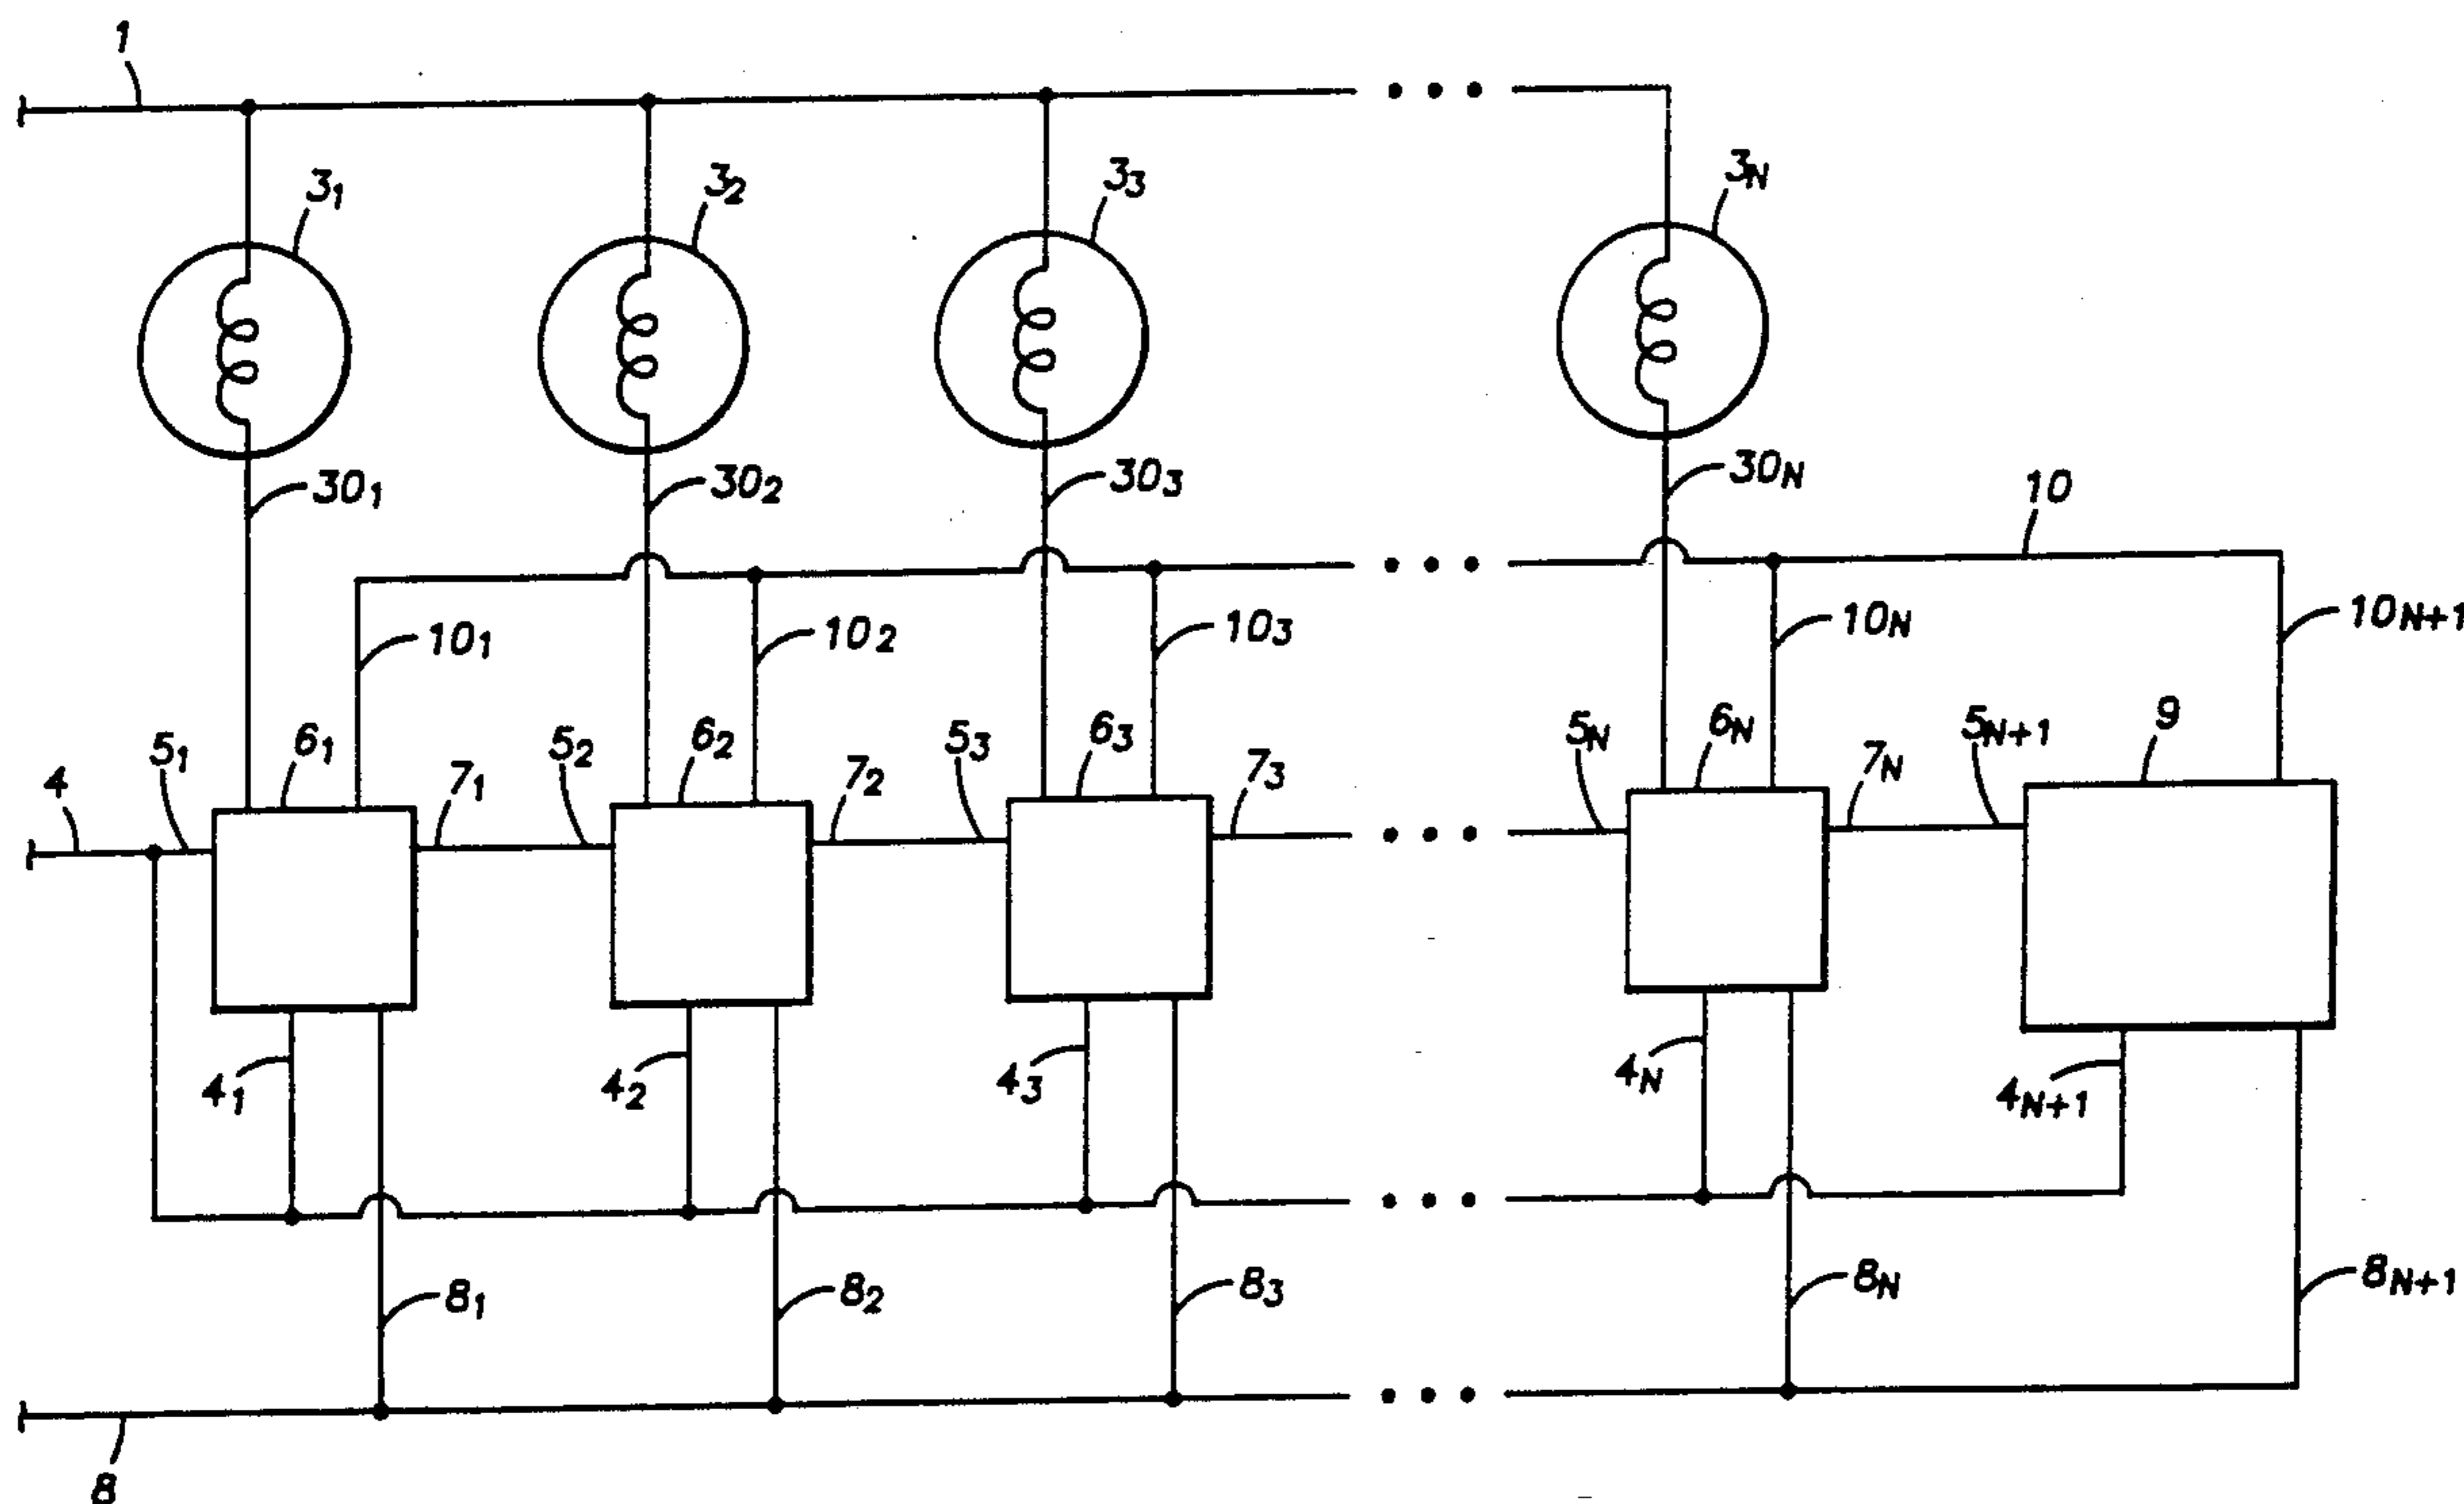 1
3₁ 3₂ 3₃ 3N
30₁ 30₂ 30₃ 30N 10
10₁ 10₂ 10₃ 10N 10N+1
4 5₁ 6₁ 7₁ 5₂ 6₂ 7₂ 5₃ 6₃ 7₃ 5N 6N 7N 5N+1 9
4₁ 4₂ 4₃ 4N 4N+1
8₁ 8₂ 8₃ 8N 8N+1
8